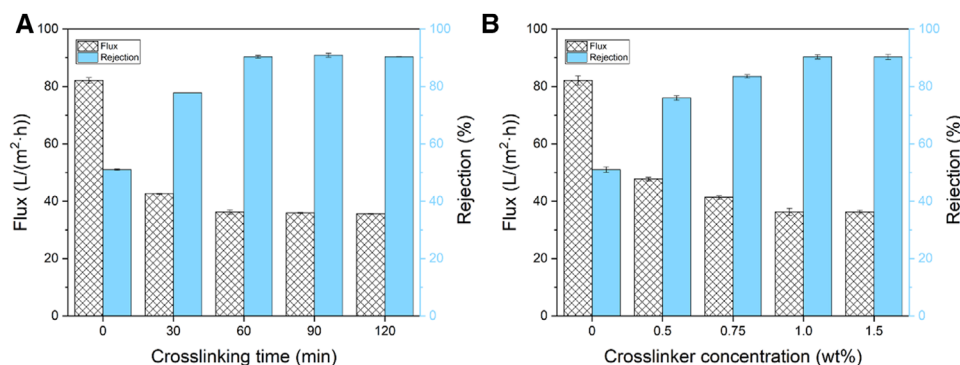 A
Flux (L/(m²·h))
100
80
60
40
20
0
Flux
Rejection
100
80
60
40
20
0
Rejection (%)
0 30 60 90 120
Crosslinking time (min)
B
Flux (L/(m²·h))
100
80
60
40
20
0
Flux
Rejection
100
80
60
40
20
0
Rejection (%)
0 0.5 0.75 1.0 1.5
Crosslinker concentration (wt%)